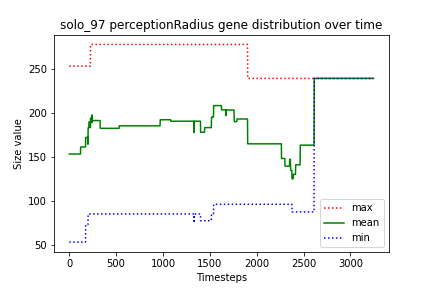 solo_97 perceptionRadius gene distribution over time
Size value
250
200
150
100
50
0
500
1000
1500
2000
2500
3000
Timesteps
max
mean
min